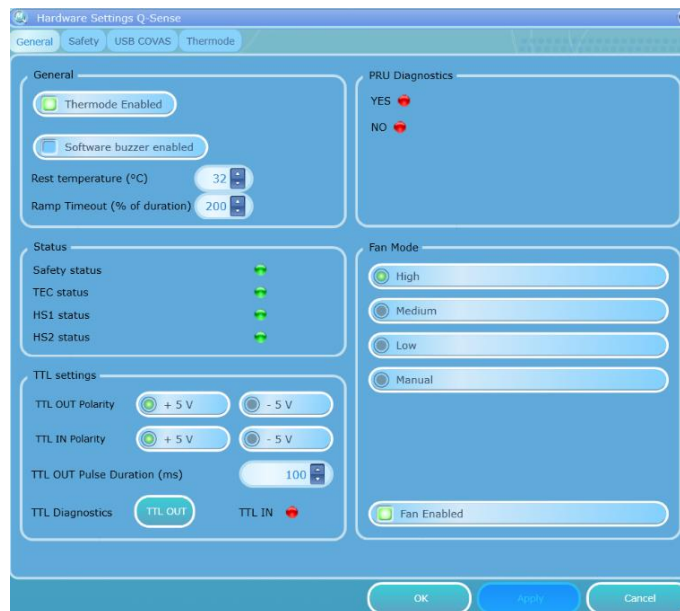 Hardware Settings Q-Sense
General Safety USB COVAS Thermode
General
Thermode Enabled
Software buzzer enabled
Rest temperature (°C) 32
Ramp Timeout (% of duration) 200
PRU Diagnostics
YES
NO
Status
Safety status
TEC status
HS1 status
HS2 status
Fan Mode
High
Medium
Low
Manual
Fan Enabled
TTL settings
TTL OUT Polarity + 5 V - 5 V
TTL IN Polarity + 5 V - 5 V
TTL OUT Pulse Duration (ms) 100
TTL Diagnostics TTL OUT TTL IN
OK Apply Cancel